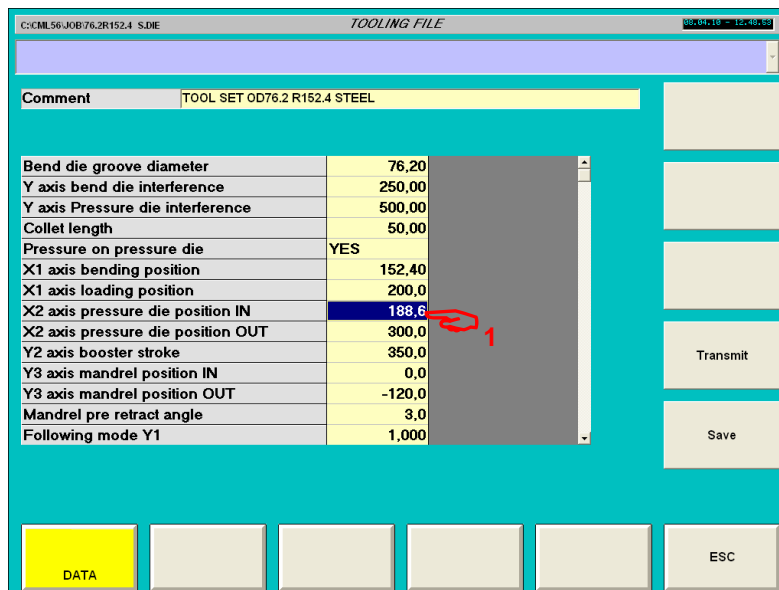 C:\CML56\JOB\76.2R152.4 S.DIE TOOLING FILE 08.04.10 - 12.48.53
Comment TOOL SET OD76.2 R152.4 STEEL
Bend die groove diameter 76,20
Y axis bend die interference 250,00
Y axis Pressure die interference 500,00
Collet length 50,00
Pressure on pressure die YES
X1 axis bending position 152,40
X1 axis loading position 200,0
X2 axis pressure die position IN 188,6
1
X2 axis pressure die position OUT 300,0
Y2 axis booster stroke 350,0
Y3 axis mandrel position IN 0,0
Y3 axis mandrel position OUT -120,0
Mandrel pre retract angle 3,0
Following mode Y1 1,000
Transmit
Save
DATA
ESC